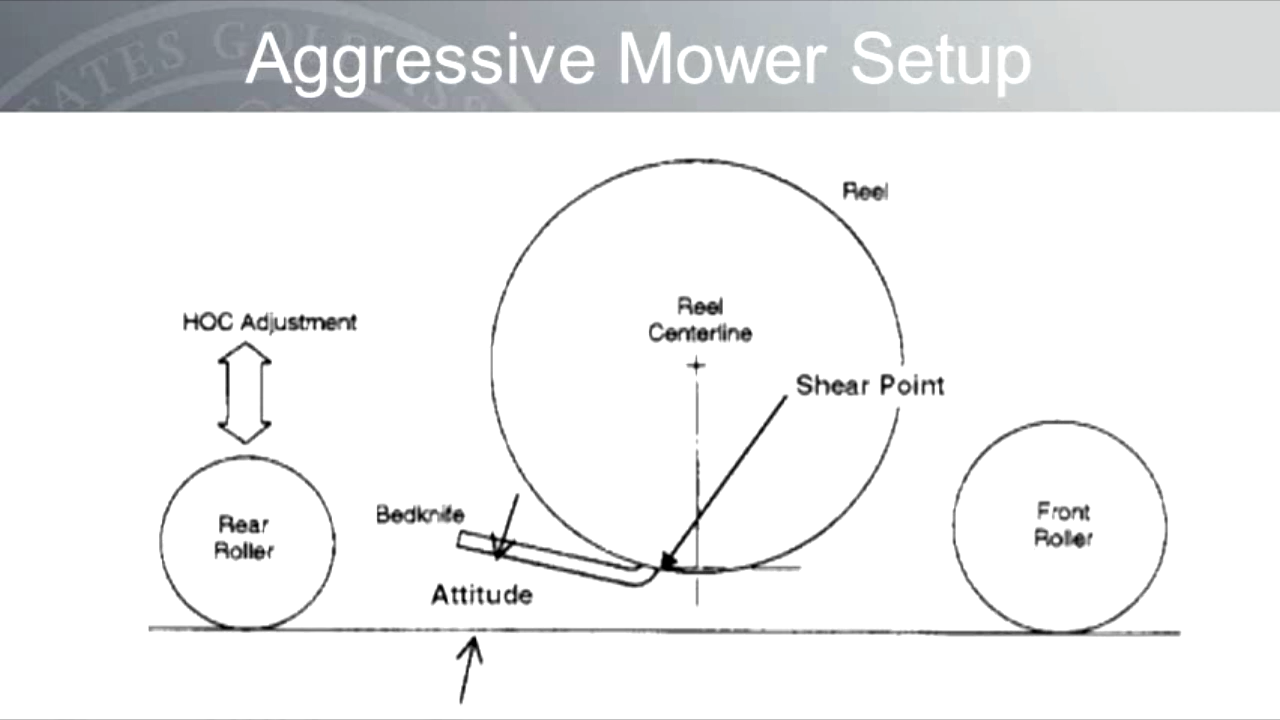 Aggressive Mower Setup
Reel
Reel
Centerline
HOC Adjustment
Shear Point
Bedknife
Rear
Roller
Front
Roller
Attitude